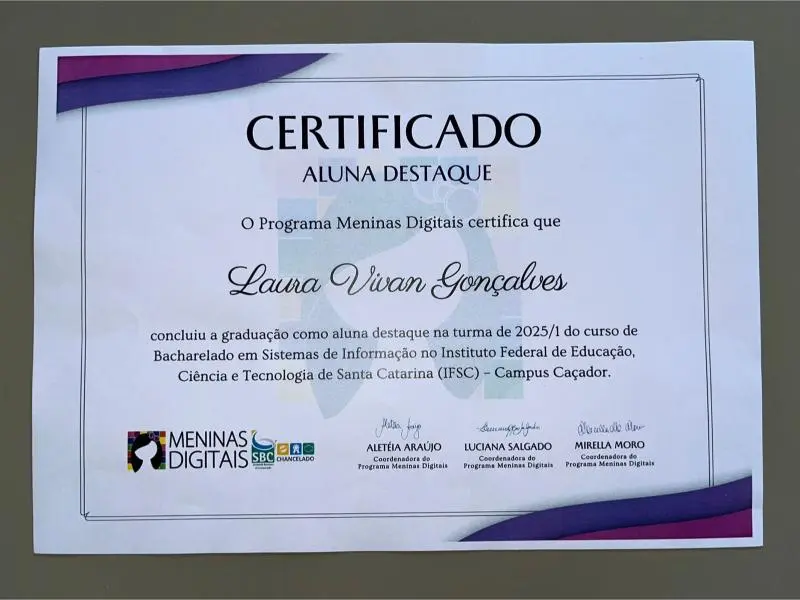 CERTIFICADO
ALUNA DESTAQUE
O Programa Meninas Digitais certifica que
Laura Vivan Gonçalves
concluiu a graduação como aluna destaque na turma de 2025/1 do curso de
Bacharelado em Sistemas de Informação no Instituto Federal de Educação,
Ciência e Tecnologia de Santa Catarina (IFSC) – Campus Caçador.
MENINAS
DIGITAIS
SBC
CHANCELADO
ALETÉIA ARAÚJO
Coordenadora do
Programa Meninas Digitais
LUCIANA SALGADO
Coordenadora do
Programa Meninas Digitais
MIRELLA MORO
Coordenadora do
Programa Meninas Digitais